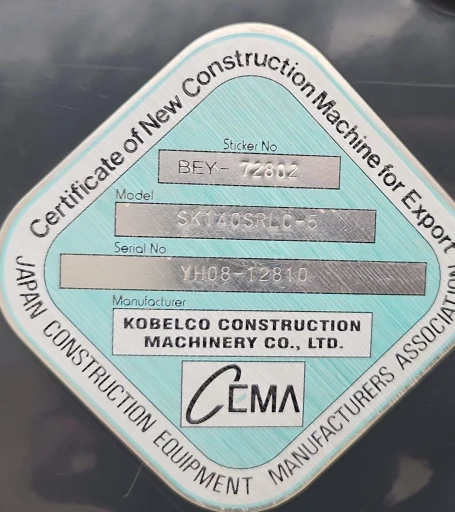 Certificate of New Construction Machine for Export
Sticker No
BEY- 72802
Model
SK140SRLC-5
Serial No
YH08-12810
Manufacturer
KOBELCO CONSTRUCTION
MACHINERY CO., LTD.
CEMA
JAPAN CONSTRUCTION EQUIPMENT MANUFACTURERS ASSOCIATION